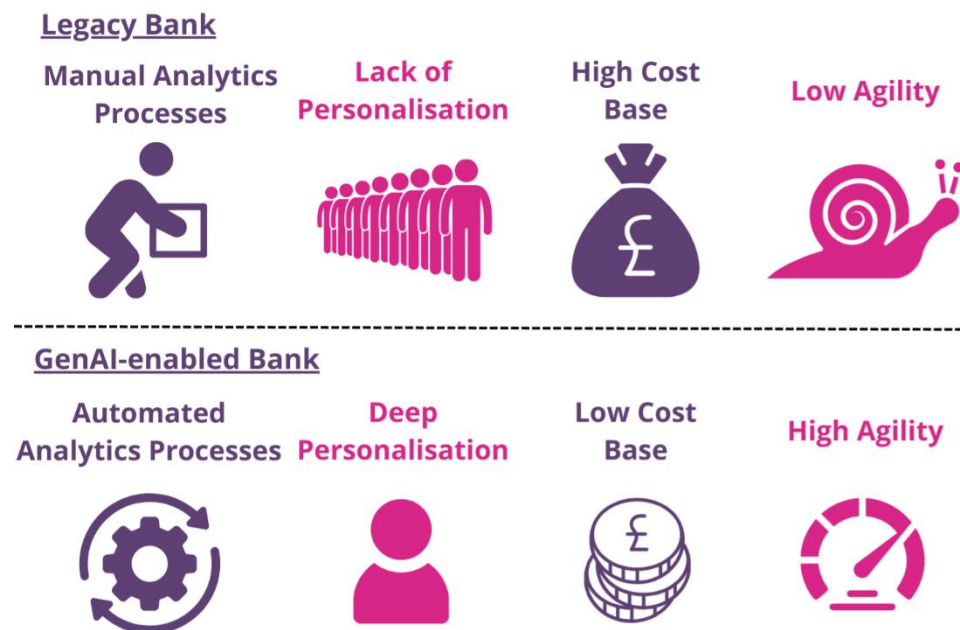 Legacy Bank
Manual Analytics
Processes
Lack of
Personalisation
High Cost
Base
Low Agility
£
GenAI-enabled Bank
Automated
Analytics Processes
Deep
Personalisation
Low Cost
Base
High Agility
£